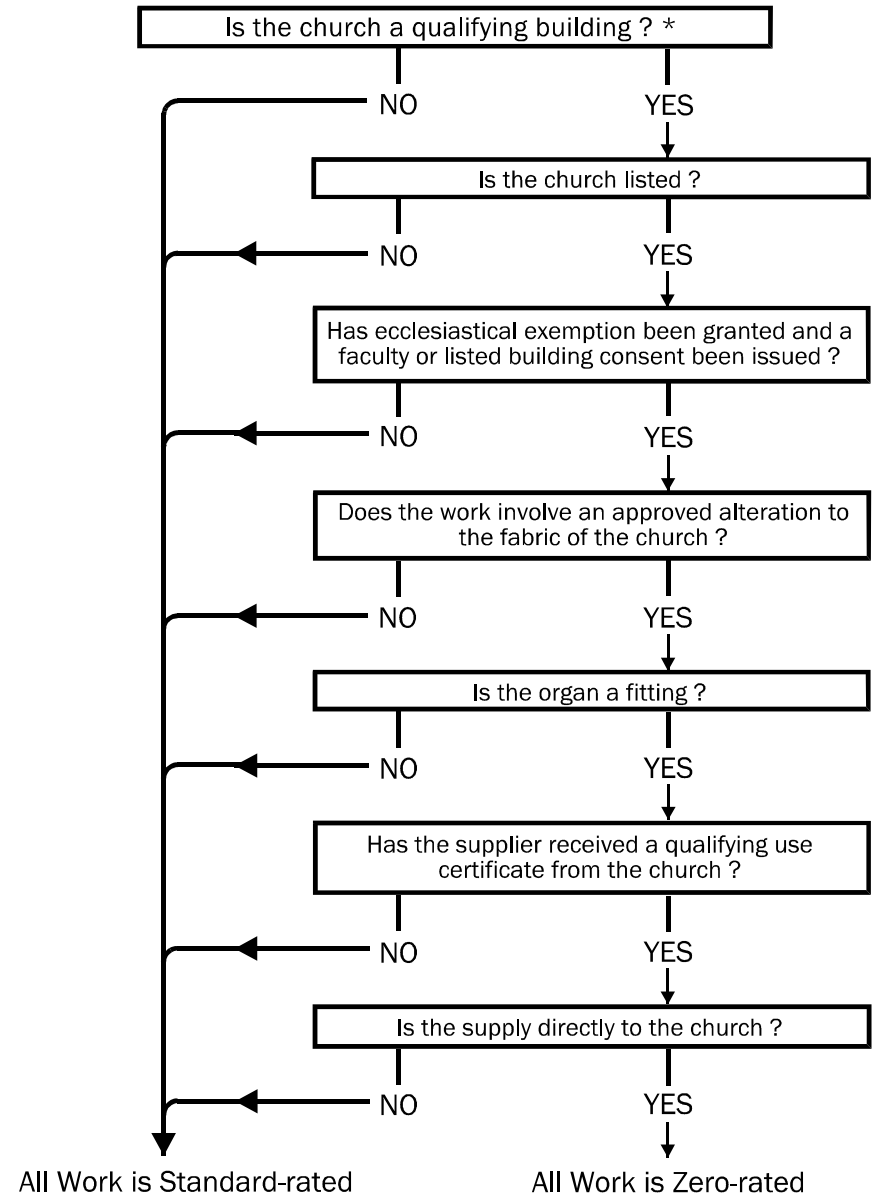 Is the church a qualifying building ? *
NO
YES
Is the church listed ?
NO
YES
Has ecclesiastical exemption been granted and a
faculty or listed building consent been issued ?
NO
YES
Does the work involve an approved alteration to
the fabric of the church ?
NO
YES
Is the organ a fitting ?
NO
YES
Has the supplier received a qualifying use
certificate from the church ?
NO
YES
Is the supply directly to the church ?
NO
YES
All Work is Standard-rated
All Work is Zero-rated